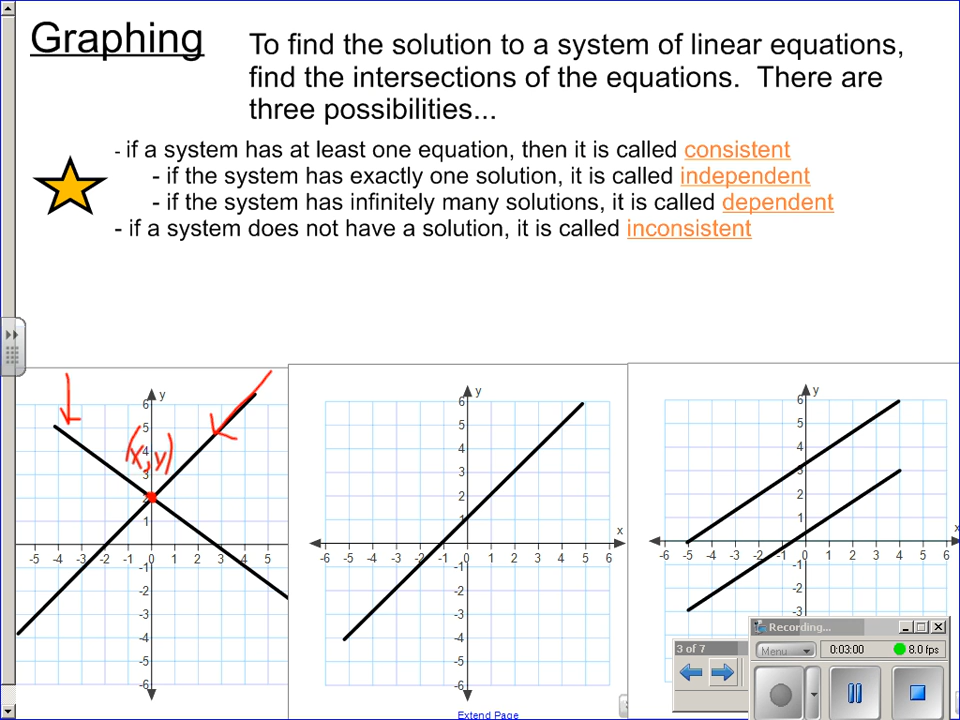 Graphing
To find the solution to a system of linear equations,
find the intersections of the equations. There are
three possibilities...
- if a system has at least one equation, then it is called consistent
- if the system has exactly one solution, it is called independent
- if the system has infinitely many solutions, it is called dependent
- if a system does not have a solution, it is called inconsistent
y
6
5
4
3
2
1
-5 -4 -3 -2 -1 0 1 2 3 4 5
-1
-2
-3
-4
-5
-6
(x, y)
y
6
5
4
3
2
1
x
-6 -5 -4 -3 -2 -1 0 1 2 3 4 5 6
-1
-2
-3
-4
-5
-6
y
6
5
4
3
2
1
x
-6 -5 -4 -3 -2 -1 0 1 2 3 4 5 6
-1
-2
-3
Recording...
Menu 0:03:00 8.0 fps
3 of 7
Extend Page